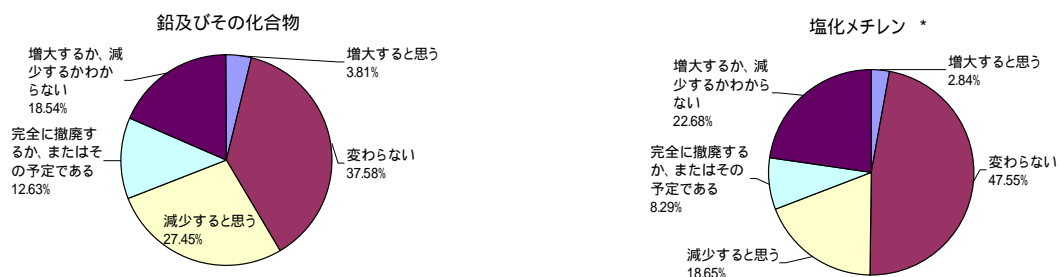 鉛及びその化合物
増大するか、減
少するかわか
らない
18.54%
増大すると思う
3.81%
完全に撤廃す
るか、またはそ
の予定である
12.63%
変わらない
37.58%
減少すると思う
27.45%
塩化メチレン *
増大するか、減
少するかわから
ない
22.68%
増大すると思う
2.84%
完全に撤廃する
か、またはその
予定である
8.29%
変わらない
47.55%
減少すると思う
18.65%